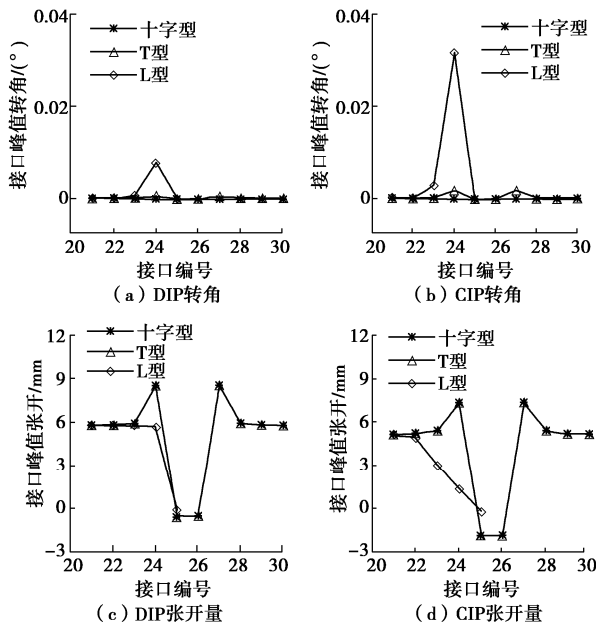 0.04
0.02
0
接口峰值转角/(°)
十字型
T型
L型
20 22 24 26 28 30
接口编号
(a)DIP转角
0.04
0.02
0
接口峰值转角/(°)
十字型
T型
L型
20 22 24 26 28 30
接口编号
(b)CIP转角
12
9
6
3
0
-3
接口峰值张开/mm
十字型
T型
L型
20 22 24 26 28 30
接口编号
(c)DIP张开量
12
9
6
3
0
-3
接口峰值张开/mm
十字型
T型
L型
20 22 24 26 28 30
接口编号
(d)CIP张开量